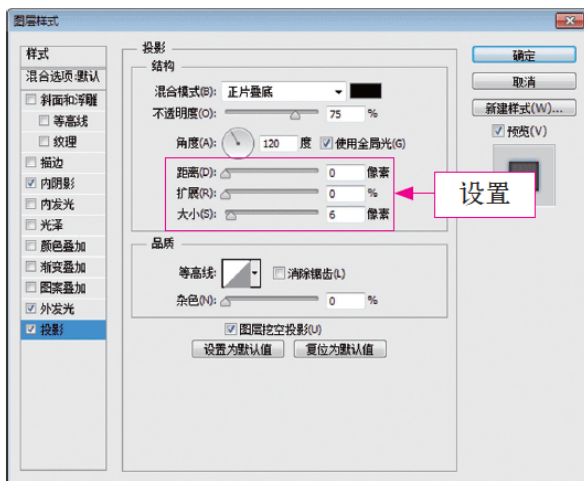 图层样式
样式
混合选项:默认
斜面和浮雕
等高线
纹理
描边
内阴影
内发光
光泽
颜色叠加
渐变叠加
图案叠加
外发光
投影
投影
结构
混合模式(B): 正片叠底
不透明度(O): 75 %
角度(A): 120 度 使用全局光(G)
距离(D): 0 像素
扩展(R): 0 %
大小(S): 6 像素
品质
等高线: 消除锯齿(L)
杂色(N): 0 %
图层挖空投影(U)
设置为默认值 复位为默认值
确定
取消
新建样式(W)...
预览(V)
设置